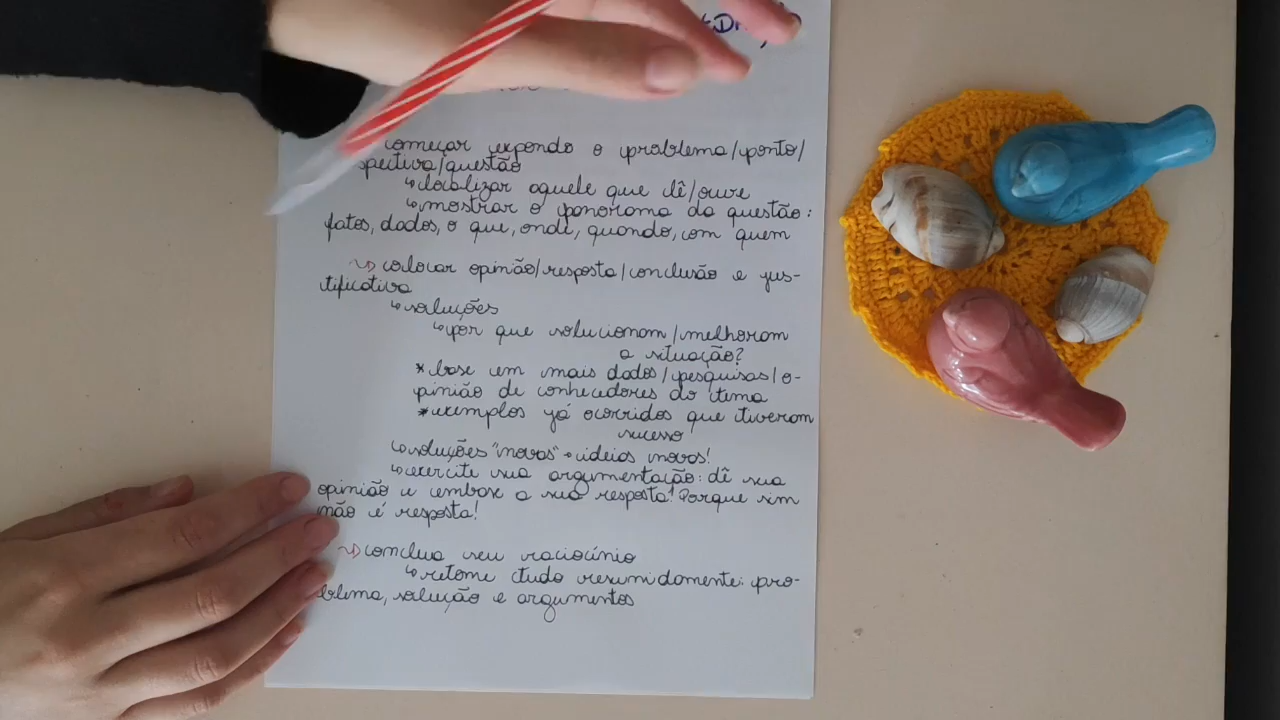 começar expondo o problema/ponto/
pectiva/questão
↳ localizar aquele que lê/ouve
↳ mostrar o panorama da questão:
fatos, dados, o que, onde, quando, com quem
colocar opinião/resposta/conclusão e jus-
tificativa
↳ soluções
↳ por que solucionam/melhoram
a situação?
* base em mais dados/pesquisas/o-
pinião de conhecedores do tema
* exemplos já ocorridos que tiveram
sucesso
↳ soluções "novas" → ideias novas!
↳ exercite sua argumentação: dê sua
opinião e embase a sua resposta! Porque sim
não é resposta!
conclua seu raciocínio
↳ retome tudo resumidamente: pro-
blema, solução e argumentos